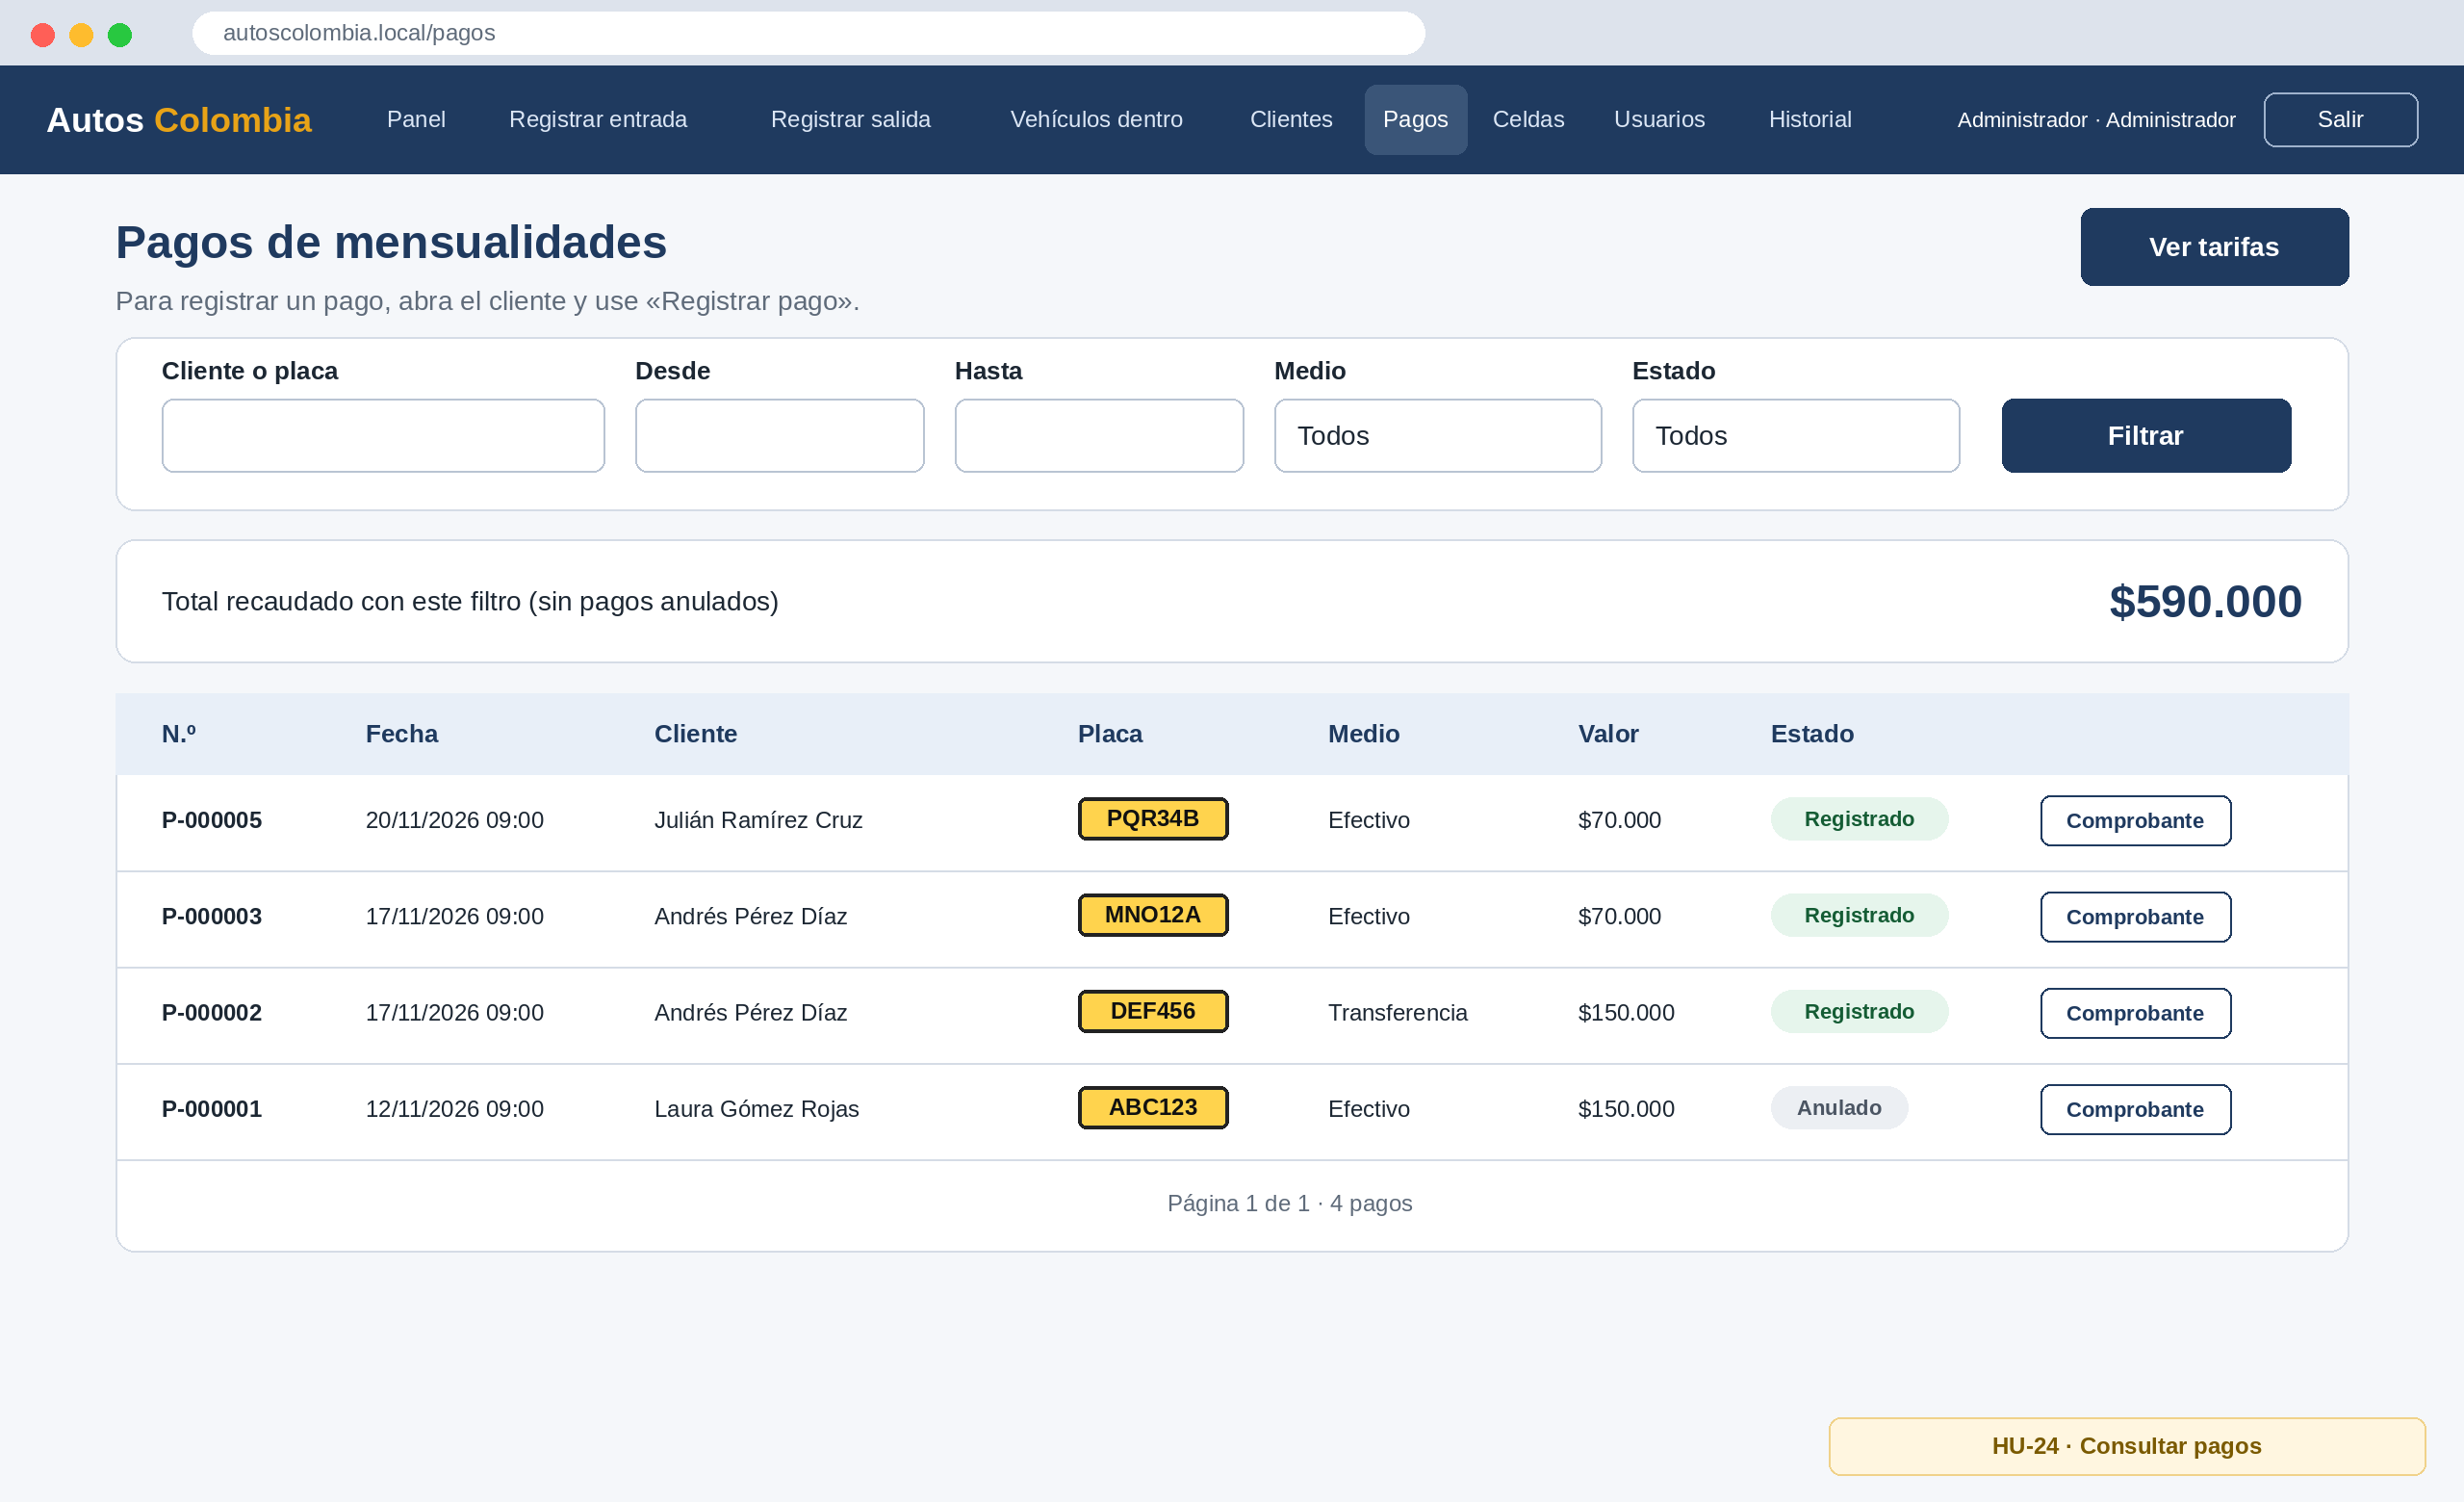 autoscolombia.local/pagos
Autos Colombia Panel Registrar entrada Registrar salida Vehículos dentro Clientes Pagos Celdas Usuarios Historial Administrador · Administrador Salir
Pagos de mensualidades
Ver tarifas
Para registrar un pago, abra el cliente y use «Registrar pago».
Cliente o placa Desde Hasta Medio Estado
Todos Todos Filtrar
Total recaudado con este filtro (sin pagos anulados) $590.000
N.º Fecha Cliente Placa Medio Valor Estado
P-000005 20/11/2026 09:00 Julián Ramírez Cruz PQR34B Efectivo $70.000 Registrado Comprobante
P-000003 17/11/2026 09:00 Andrés Pérez Díaz MNO12A Efectivo $70.000 Registrado Comprobante
P-000002 17/11/2026 09:00 Andrés Pérez Díaz DEF456 Transferencia $150.000 Registrado Comprobante
P-000001 12/11/2026 09:00 Laura Gómez Rojas ABC123 Efectivo $150.000 Anulado Comprobante
Página 1 de 1 · 4 pagos
HU-24 · Consultar pagos